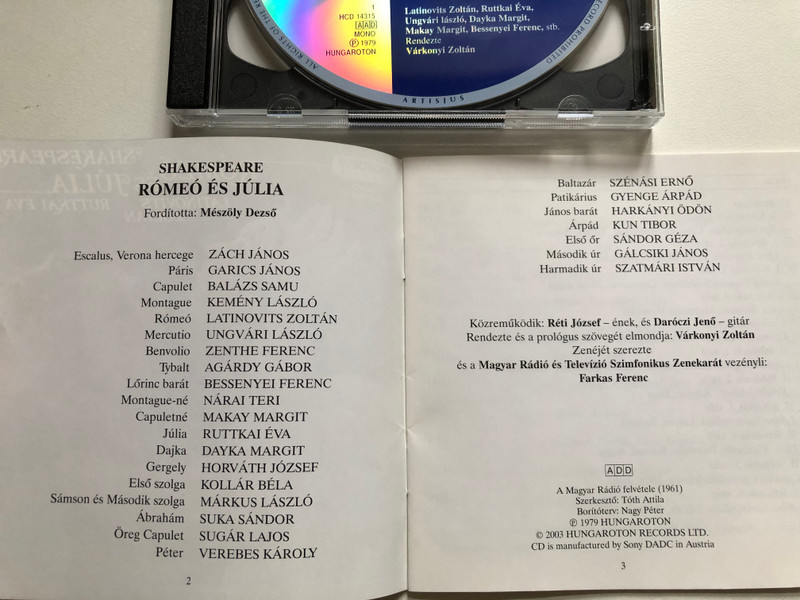 1
HCD 14315
AAD
MONO
Ⓟ 1979
HUNGAROTON
Latinovits Zoltán, Ruttkai Éva,
Ungvári lászló, Dayka Margit,
Makay Margit, Bessenyei Ferenc, stb.
Rendezte
Várkonyi Zoltán
ALL RIGHTS OF THE
RECORD PROHIBITED
ARTISJUS
SHAKESPEARE
RÓMEÓ ÉS JÚLIA
Fordította: Mészöly Dezső
Escalus, Verona hercege ZÁCH JÁNOS
Páris GARICS JÁNOS
Capulet BALÁZS SAMU
Montague KEMÉNY LÁSZLÓ
Rómeó LATINOVITS ZOLTÁN
Mercutio UNGVÁRI LÁSZLÓ
Benvolio ZENTHE FERENC
Tybalt AGÁRDY GÁBOR
Lőrinc barát BESSENYEI FERENC
Montague-né NÁRAI TERI
Capuletné MAKAY MARGIT
Júlia RUTTKAI ÉVA
Dajka DAYKA MARGIT
Gergely HORVÁTH JÓZSEF
Első szolga KOLLÁR BÉLA
Sámson és Második szolga MÁRKUS LÁSZLÓ
Ábrahám SUKA SÁNDOR
Öreg Capulet SUGÁR LAJOS
Péter VEREBES KÁROLY
2
Baltazár SZÉNÁSI ERNŐ
Patikárius GYENGE ÁRPÁD
János barát HARKÁNYI ÖDÖN
Árpád KUN TIBOR
Első őr SÁNDOR GÉZA
Második úr GÁLCSIKI JÁNOS
Harmadik úr SZATMÁRI ISTVÁN
Közreműködik: Réti József – ének, és Daróczi Jenő – gitár
Rendezte és a prológus szövegét elmondja: Várkonyi Zoltán
Zenéjét szerezte
és a Magyar Rádió és Televízió Szimfonikus Zenekarát vezényli:
Farkas Ferenc
ADD
A Magyar Rádió felvétele (1961)
Szerkesztő: Tóth Attila
Borítóterv: Nagy Péter
Ⓟ 1979 HUNGAROTON
© 2003 HUNGAROTON RECORDS LTD.
CD is manufactured by Sony DADC in Austria
3